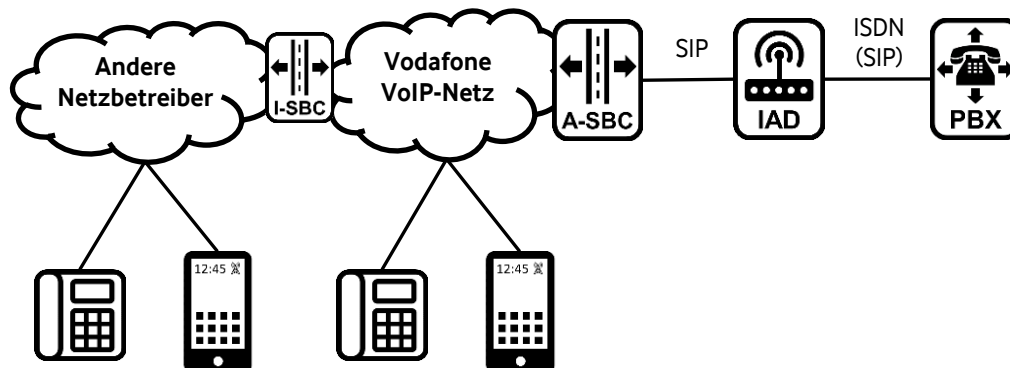 Andere
Netzbetreiber
I-SBC
Vodafone
VoIP-Netz
A-SBC
SIP
IAD
ISDN
(SIP)
PBX
12:45
12:45